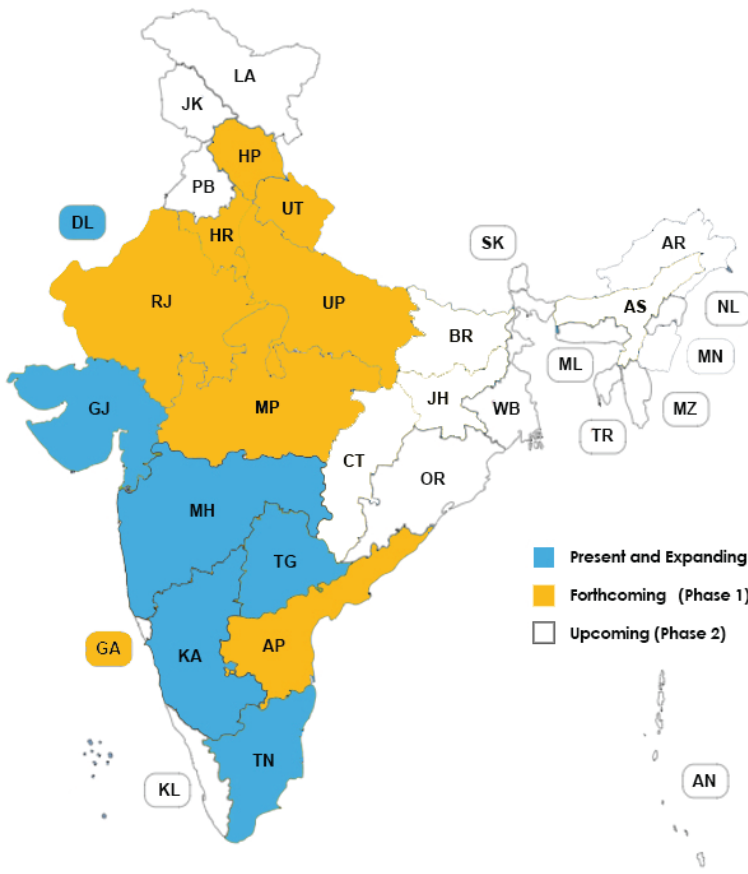 LA
JK
HP
PB
UT
DL
HR
SK
AR
RJ
UP
AS
NL
BR
ML
MN
GJ
MP
JH
WB
TR
MZ
CT
OR
MH
TG
Present and Expanding
Forthcoming (Phase 1)
Upcoming (Phase 2)
GA
KA
AP
TN
KL
AN